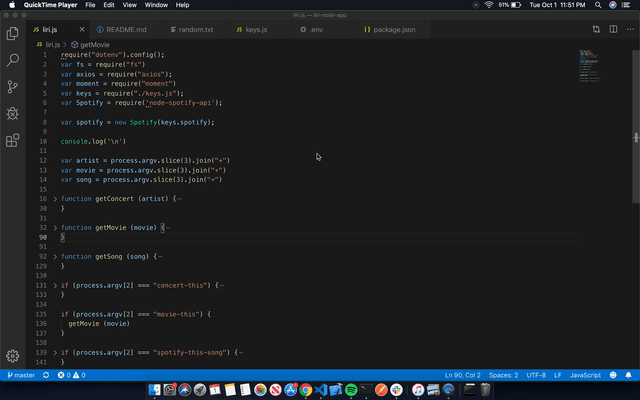 QuickTime Player File Edit View Window Help 51% Tue Oct 1 11:51 PM
liri.js — liri-node-app
JS liri.js × README.md random.txt JS keys.js .env {} package.json
JS liri.js > getMovie
1 require("dotenv").config();
2 var fs = require("fs")
3 var axios = require("axios");
4 var moment = require("moment")
5 var keys = require("./keys.js");
6 var Spotify = require('node-spotify-api');
7
8 var spotify = new Spotify(keys.spotify);
9
10 console.log('\n')
11
12 var artist = process.argv.slice(3).join("+")
13 var movie = process.argv.slice(3).join("+")
14 var song = process.argv.slice(3).join("+")
15
16 function getConcert (artist) {
30 }
31
32 function getMovie (movie) {
90 }
91
92 function getSong (song) {
129 }
130
131 if (process.argv[2] === "concert-this") {
133 }
134
135 if (process.argv[2] === "movie-this") {
136 getMovie (movie)
137 }
138
139 if (process.argv[2] === "spotify-this-song") {
141 }
master 0 0 Ln 90, Col 2 Spaces: 2 UTF-8 LF JavaScript